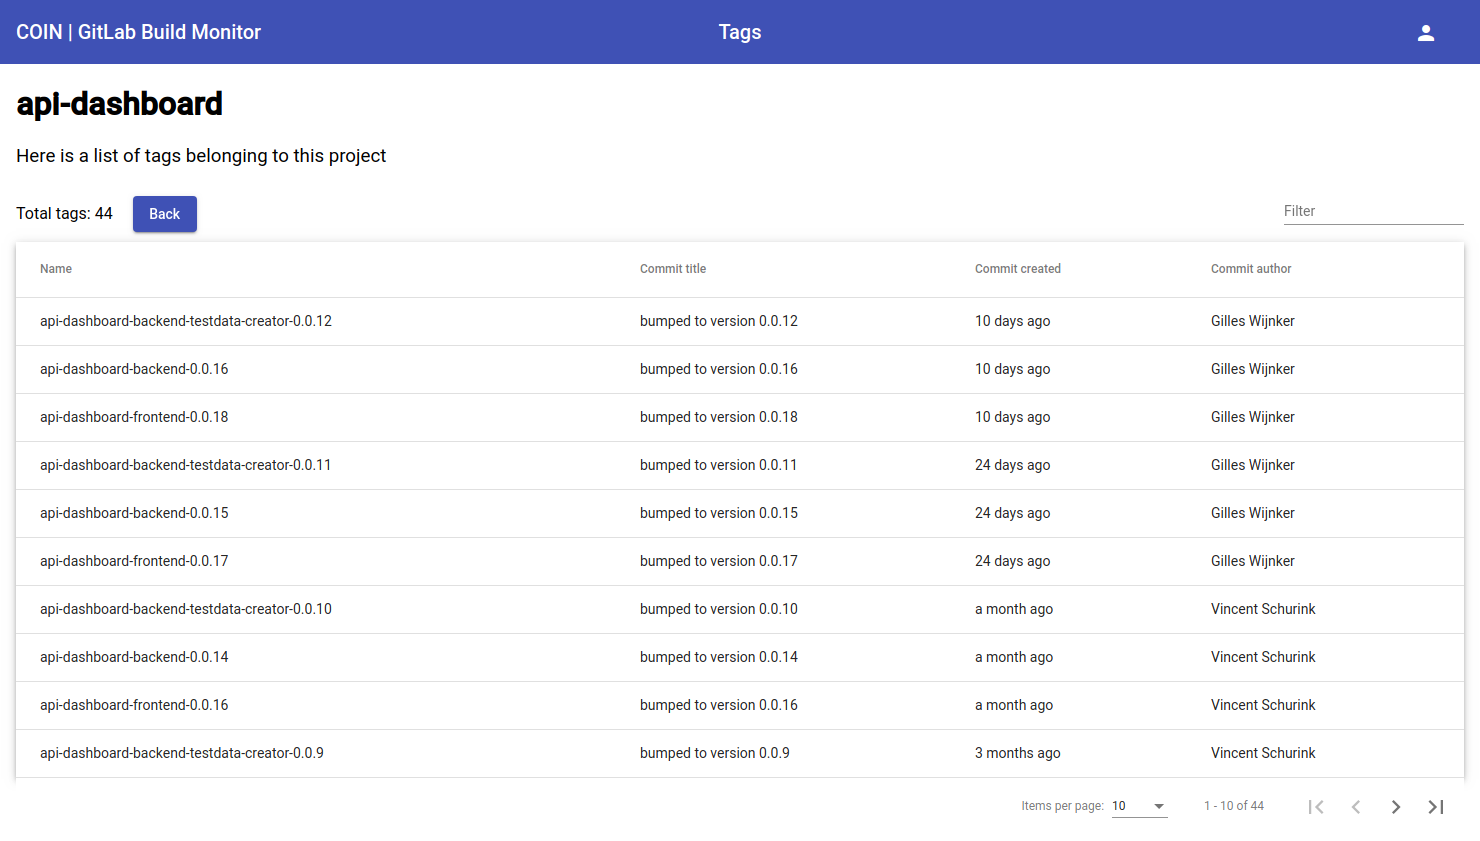 COIN | GitLab Build Monitor Tags
api-dashboard
Here is a list of tags belonging to this project
Total tags: 44 Back Filter
Name Commit title Commit created Commit author
api-dashboard-backend-testdata-creator-0.0.12 bumped to version 0.0.12 10 days ago Gilles Wijnker
api-dashboard-backend-0.0.16 bumped to version 0.0.16 10 days ago Gilles Wijnker
api-dashboard-frontend-0.0.18 bumped to version 0.0.18 10 days ago Gilles Wijnker
api-dashboard-backend-testdata-creator-0.0.11 bumped to version 0.0.11 24 days ago Gilles Wijnker
api-dashboard-backend-0.0.15 bumped to version 0.0.15 24 days ago Gilles Wijnker
api-dashboard-frontend-0.0.17 bumped to version 0.0.17 24 days ago Gilles Wijnker
api-dashboard-backend-testdata-creator-0.0.10 bumped to version 0.0.10 a month ago Vincent Schurink
api-dashboard-backend-0.0.14 bumped to version 0.0.14 a month ago Vincent Schurink
api-dashboard-frontend-0.0.16 bumped to version 0.0.16 a month ago Vincent Schurink
api-dashboard-backend-testdata-creator-0.0.9 bumped to version 0.0.9 3 months ago Vincent Schurink
Items per page: 10 1 - 10 of 44